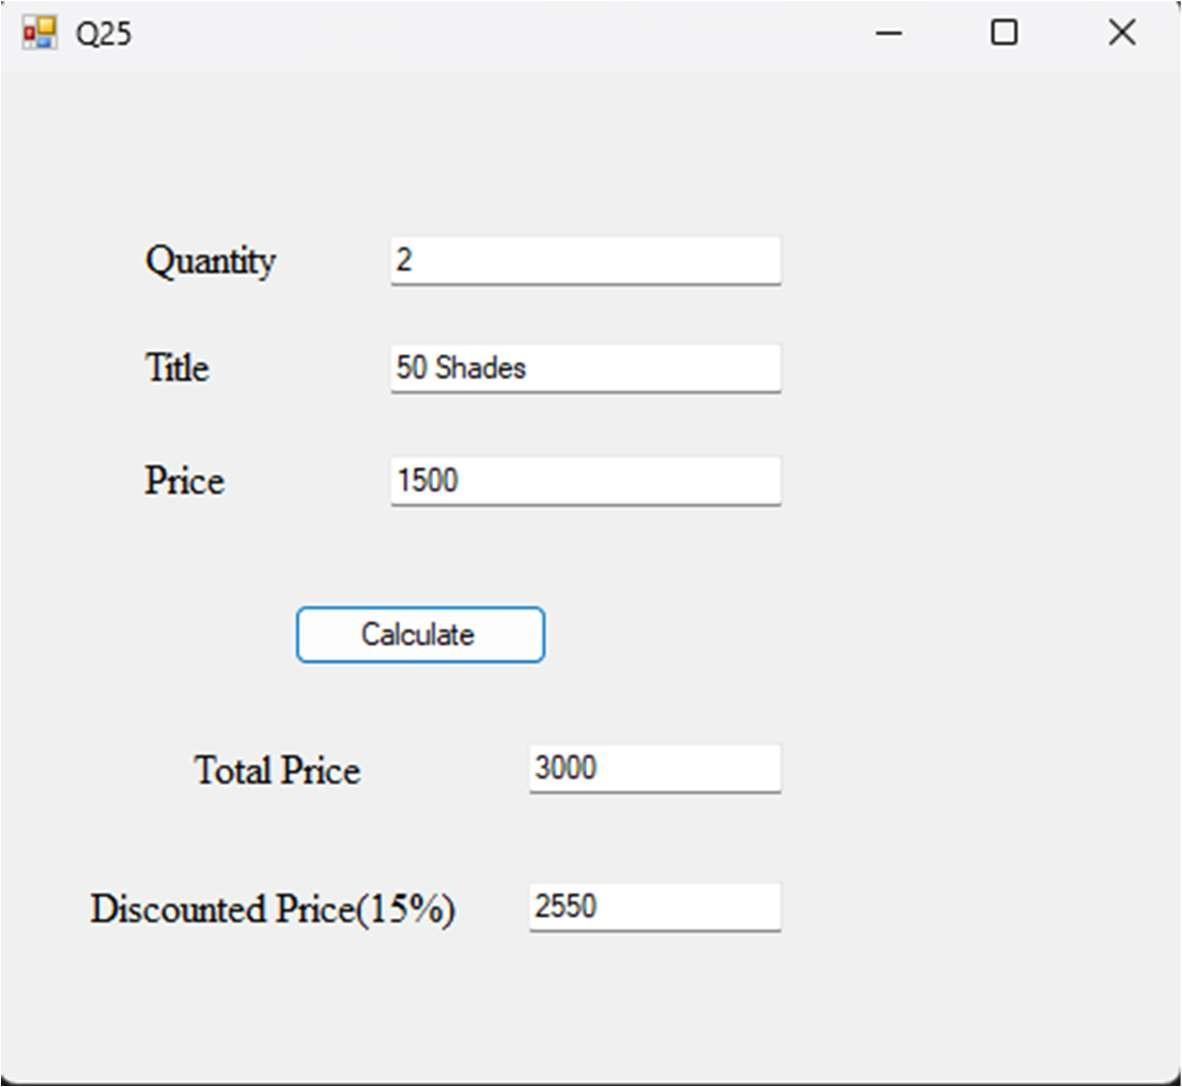 Q25
Quantity 2
Title 50 Shades
Price 1500
Calculate
Total Price 3000
Discounted Price(15%) 2550